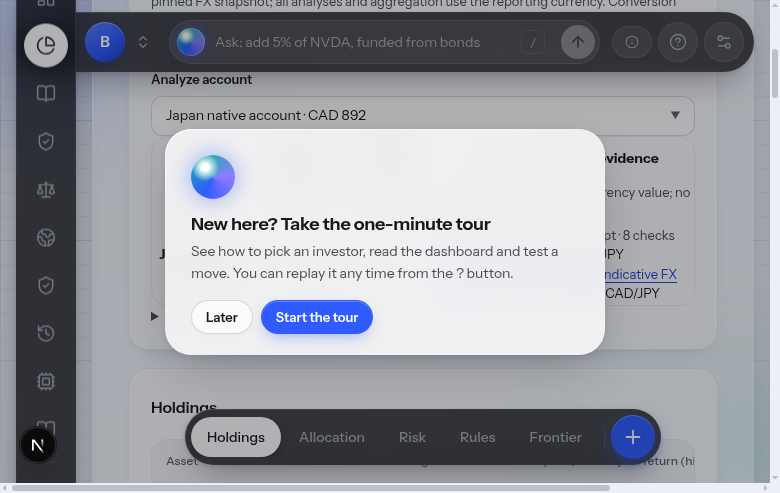 pinned FX snapshot; all analyses and aggregation use the reporting currency. Conversion
B
Ask: add 5% of NVDA, funded from bonds
/
Analyze account
Japan native account · CAD 892
evidence
rency value; no
New here? Take the one-minute tour
See how to pick an investor, read the dashboard and test a
move. You can replay it any time from the ? button.
pt · 8 checks
JPY
ndicative FX
CAD/JPY
Later
Start the tour
Holdings
Holdings
Allocation
Risk
Rules
Frontier
Asset
return (hi
N